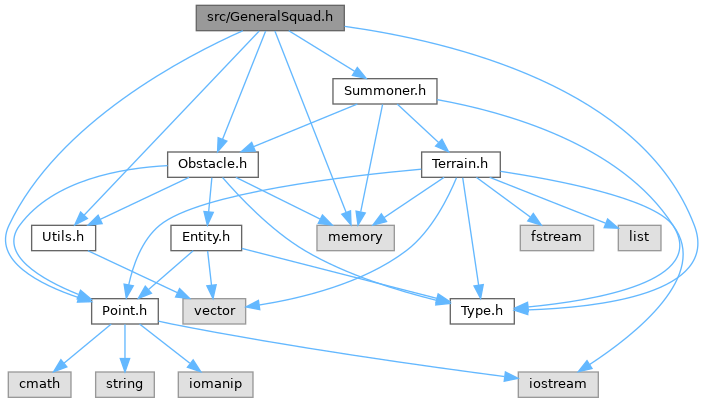 src/GeneralSquad.h
Summoner.h
Obstacle.h
Terrain.h
Utils.h
Entity.h
memory
fstream
list
Point.h
vector
Type.h
cmath
string
iomanip
iostream